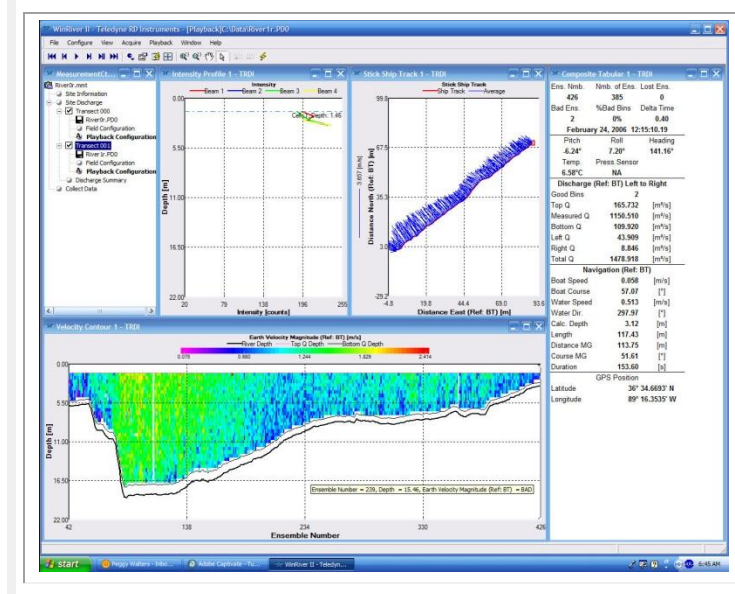 WinRiver II - Teledyne RD Instruments - [Playback]C:\Data\River1r.PD0
File Configure View Acquire Playback Window Help
MeasurementCt...
River0r.mnt
Site Information
Site Discharge
Transect 000
River0r.PD0
Field Configuration
Playback Configuration
Transect 001
River1r.PD0
Field Configuration
Playback Configuration
Discharge Summary
Collect Data
Intensity Profile 1 - TRDI
Intensity
Beam 1 Beam 2 Beam 3 Beam 4
0.00
5.50
11.00
16.50
22.00
Depth [m]
20 79 138 196 255
Intensity [counts]
Stick Ship Track 1 - TRDI
Stick Ship Track
Ship Track Average
3.657 [m/s]
99.8
35.3
3.0
-29.2
Distance North (Ref: BT) [m]
-4.8 19.8 44.4 69.0 93.6
Distance East (Ref: BT) [m]
Composite Tabular 1 - TRDI
Ens. Nmb. Nmb. of Ens. Lost Ens.
426 385 0
Bad Ens. %Bad Bins Delta Time
2 0% 0.40
February 24, 2006 12:15:10.19
Pitch Roll Heading
-6.24° 7.20° 141.16°
Temp. Press Sensor
6.58°C NA
Discharge (Ref: BT) Left to Right
Good Bins 2
Top Q 165.732 [m³/s]
Measured Q 1150.510 [m³/s]
Bottom Q 109.920 [m³/s]
Left Q 43.909 [m³/s]
Right Q 8.846 [m³/s]
Total Q 1478.918 [m³/s]
Navigation (Ref: BT)
Boat Speed 0.858 [m/s]
Boat Course 57.07 [°]
Water Speed 0.513 [m/s]
Water Dir. 297.97 [°]
Calc. Depth 3.12 [m]
Length 117.43 [m]
Distance MG 113.75 [m]
Course MG 51.61 [°]
Duration 153.60 [s]
GPS Position
Latitude 36° 34.6693' N
Longitude 89° 16.3535' W
Velocity Contour 1 - TRDI
Earth Velocity Magnitude (Ref: BT) [m/s]
River Depth Top Q Depth Bottom Q Depth
1.244 1.829 2.414
0.00
5.50
11.00
16.50
22.00
Depth [m]
Ensemble Number = 239, Depth = 15.46, Earth Velocity Magnitude (Ref: BT) = BAD
42 138 234 330 426
Ensemble Number
start Peggy Walters - Inbo... Adobe Captivate - Tu... WinRiver II - Teledyn... 6:45 AM